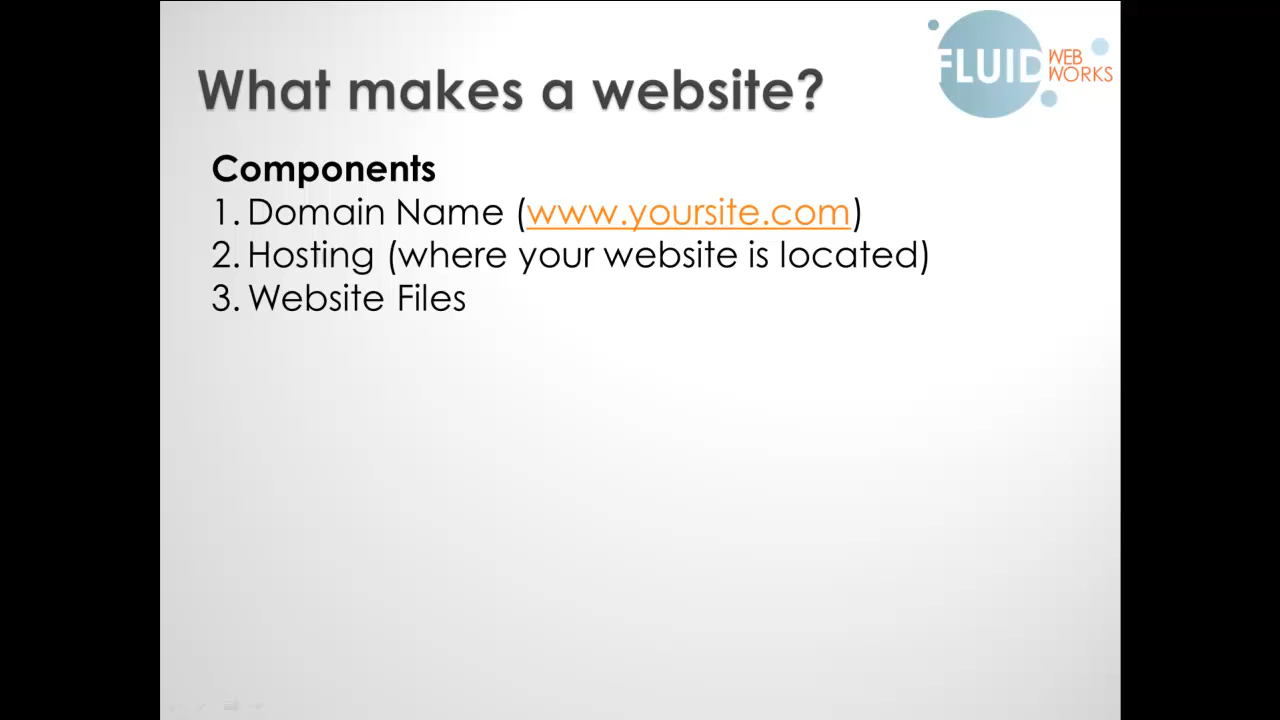 What makes a website?
FLUID WEB
WORKS
Components
1. Domain Name (www.yoursite.com)
2. Hosting (where your website is located)
3. Website Files